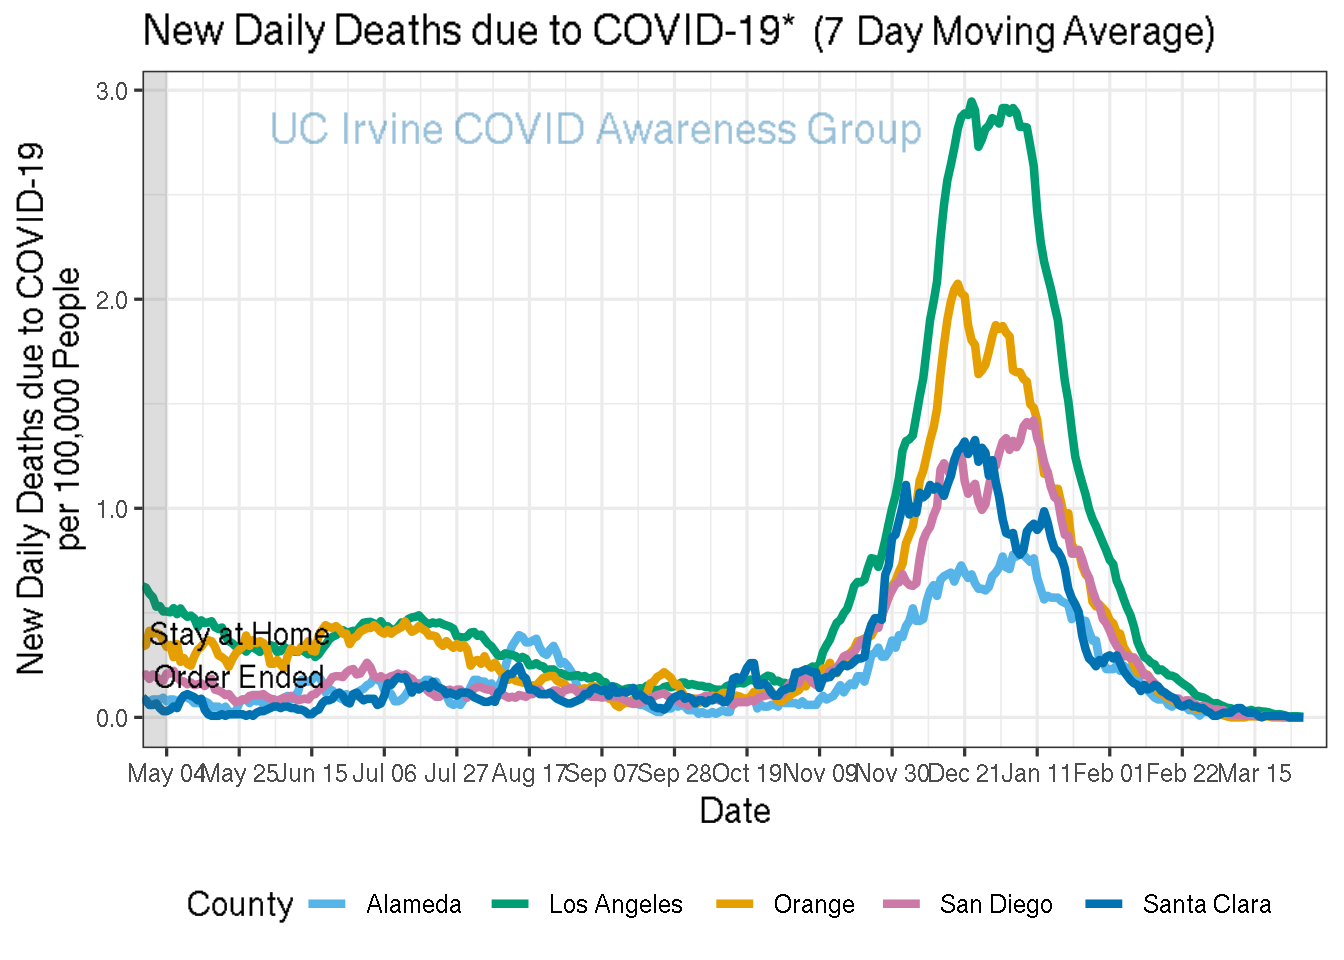 New Daily Deaths due to COVID-19* (7 Day Moving Average)
UC Irvine COVID Awareness Group
New Daily Deaths due to COVID-19
per 100,000 People
3.0
2.0
1.0
0.0
Stay at Home
Order Ended
May 04 May 25 Jun 15 Jul 06 Jul 27 Aug 17 Sep 07 Sep 28 Oct 19 Nov 09 Nov 30 Dec 21 Jan 11 Feb 01 Feb 22 Mar 15
Date
County Alameda Los Angeles Orange San Diego Santa Clara